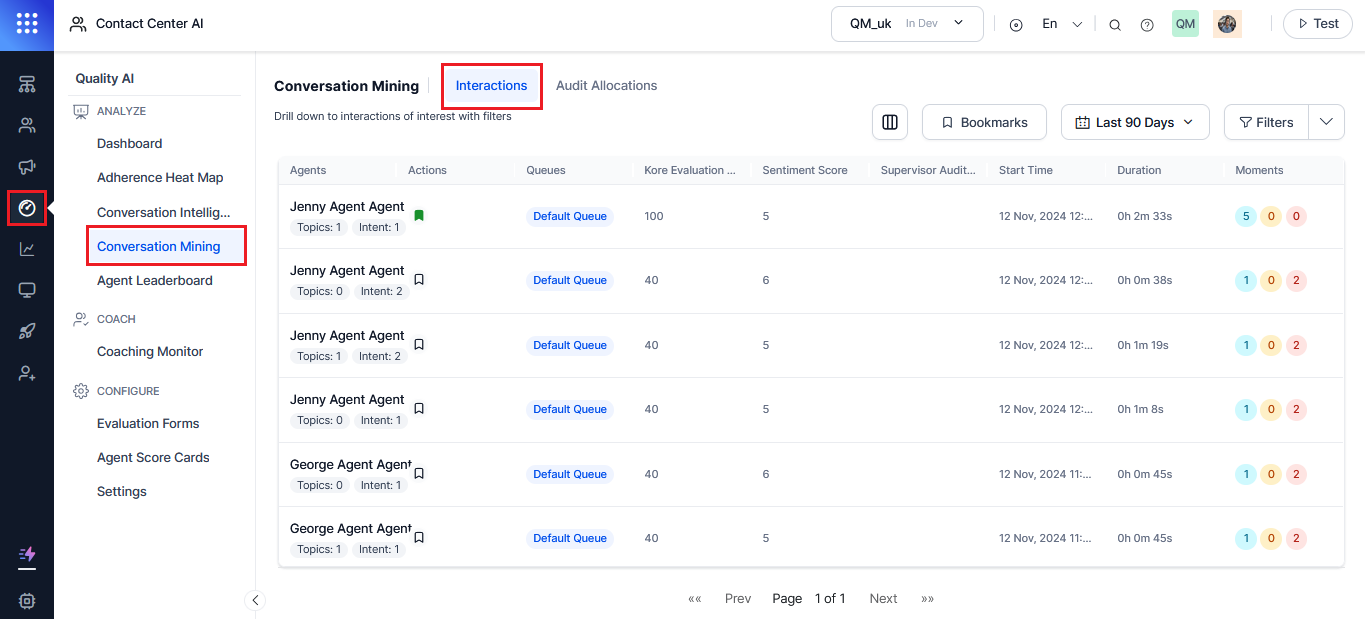 Contact Center AI
QM_uk In Dev
En
QM
Test
Quality AI
ANALYZE
Dashboard
Adherence Heat Map
Conversation Intellig...
Conversation Mining
Agent Leaderboard
COACH
Coaching Monitor
CONFIGURE
Evaluation Forms
Agent Score Cards
Settings
Conversation Mining
Interactions
Audit Allocations
Drill down to interactions of interest with filters
Bookmarks
Last 90 Days
Filters
Agents Actions Queues Kore Evaluation ... Sentiment Score Supervisor Audit... Start Time Duration Moments
Jenny Agent Agent
Topics: 1 Intent: 1
Default Queue 100 5 12 Nov, 2024 12:... 0h 2m 33s 5 0 0
Jenny Agent Agent
Topics: 0 Intent: 2
Default Queue 40 6 12 Nov, 2024 12:... 0h 0m 38s 1 0 2
Jenny Agent Agent
Topics: 1 Intent: 2
Default Queue 40 5 12 Nov, 2024 12:... 0h 1m 19s 1 0 2
Jenny Agent Agent
Topics: 0 Intent: 1
Default Queue 40 5 12 Nov, 2024 12:... 0h 1m 8s 1 0 2
George Agent Agent
Topics: 0 Intent: 1
Default Queue 40 6 12 Nov, 2024 11:... 0h 0m 45s 1 0 2
George Agent Agent
Topics: 1 Intent: 1
Default Queue 40 5 12 Nov, 2024 11:... 0h 0m 45s 1 0 2
«« Prev Page 1 of 1 Next »»